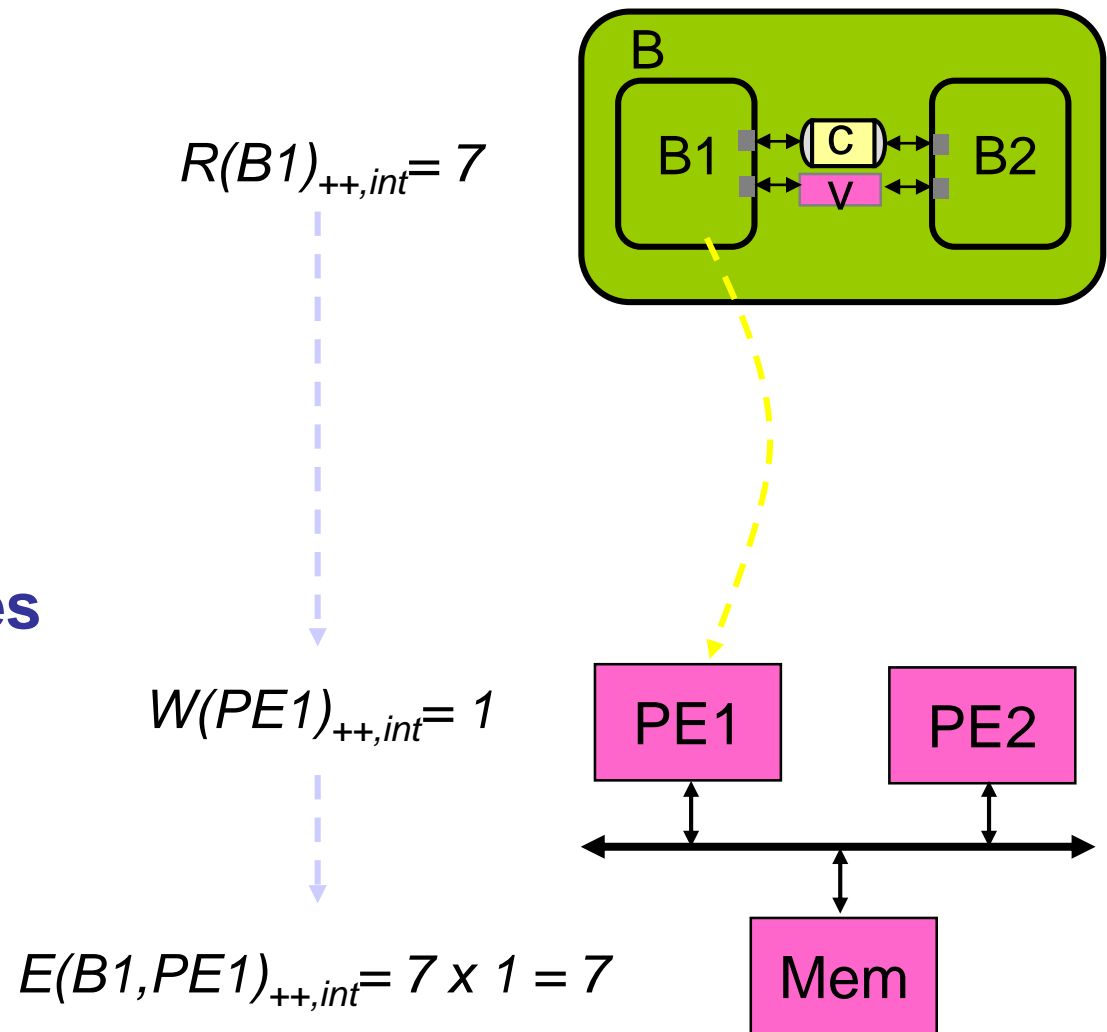 B
R(B1)++,int= 7
B1
C
V
B2
es
W(PE1)++,int= 1
PE1
PE2
E(B1,PE1)++,int= 7 x 1 = 7
Mem